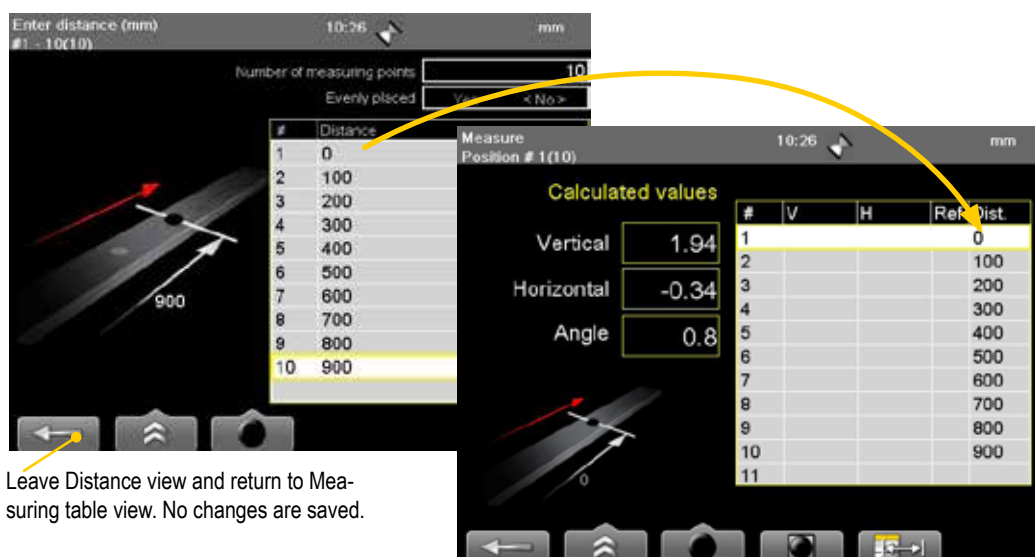 Enter distance (mm) 10:26 mm
#1 - 10(10)
Number of measuring points 10
Evenly placed Yes < No >
# Distance
1 0
2 100
3 200
4 300
5 400
6 500
7 600
8 700
9 800
10 900
900
Leave Distance view and return to Mea-
suring table view. No changes are saved.
Measure 10:26 mm
Position # 1(10)
Calculated values
Vertical 1.94
Horizontal -0.34
Angle 0.8
# V H Ref. Dist.
1 0
2 100
3 200
4 300
5 400
6 500
7 600
8 700
9 800
10 900
11
0